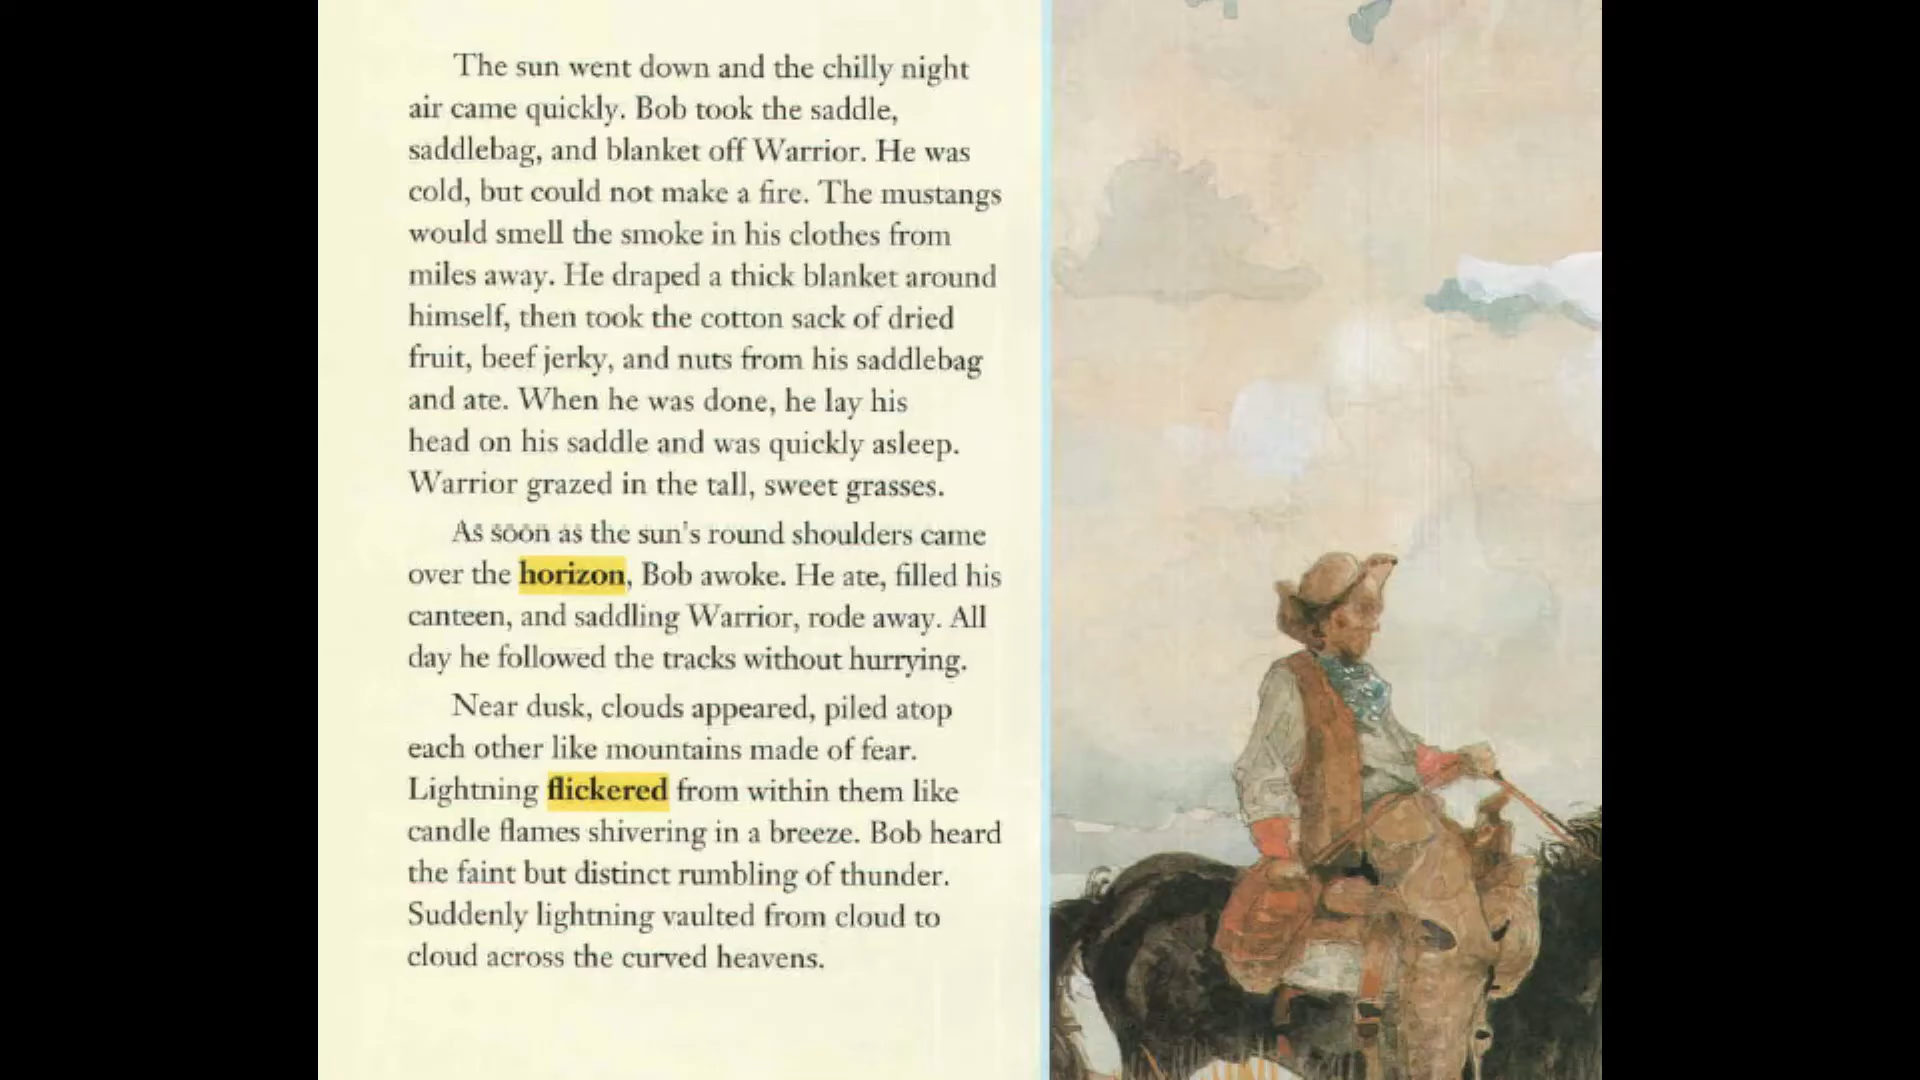 The sun went down and the chilly night
air came quickly. Bob took the saddle,
saddlebag, and blanket off Warrior. He was
cold, but could not make a fire. The mustangs
would smell the smoke in his clothes from
miles away. He draped a thick blanket around
himself, then took the cotton sack of dried
fruit, beef jerky, and nuts from his saddlebag
and ate. When he was done, he lay his
head on his saddle and was quickly asleep.
Warrior grazed in the tall, sweet grasses.
As soon as the sun's round shoulders came
over the horizon, Bob awoke. He ate, filled his
canteen, and saddling Warrior, rode away. All
day he followed the tracks without hurrying.
Near dusk, clouds appeared, piled atop
each other like mountains made of fear.
Lightning flickered from within them like
candle flames shivering in a breeze. Bob heard
the faint but distinct rumbling of thunder.
Suddenly lightning vaulted from cloud to
cloud across the curved heavens.